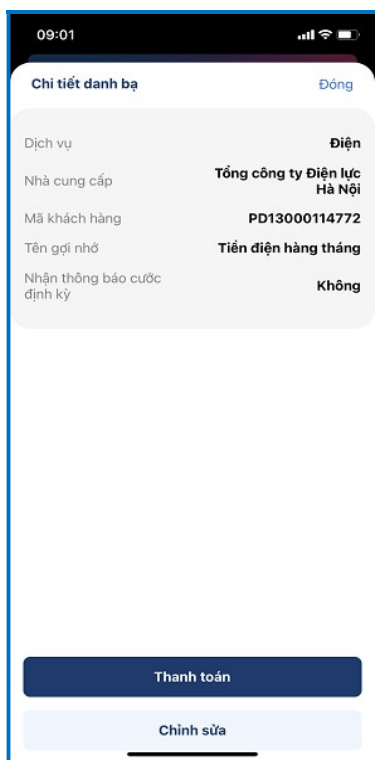 09:01
Chi tiết danh bạ Đóng
Dịch vụ Điện
Nhà cung cấp Tổng công ty Điện lực
Hà Nội
Mã khách hàng PD13000114772
Tên gợi nhớ Tiền điện hàng tháng
Nhận thông báo cước
định kỳ Không
Thanh toán
Chỉnh sửa